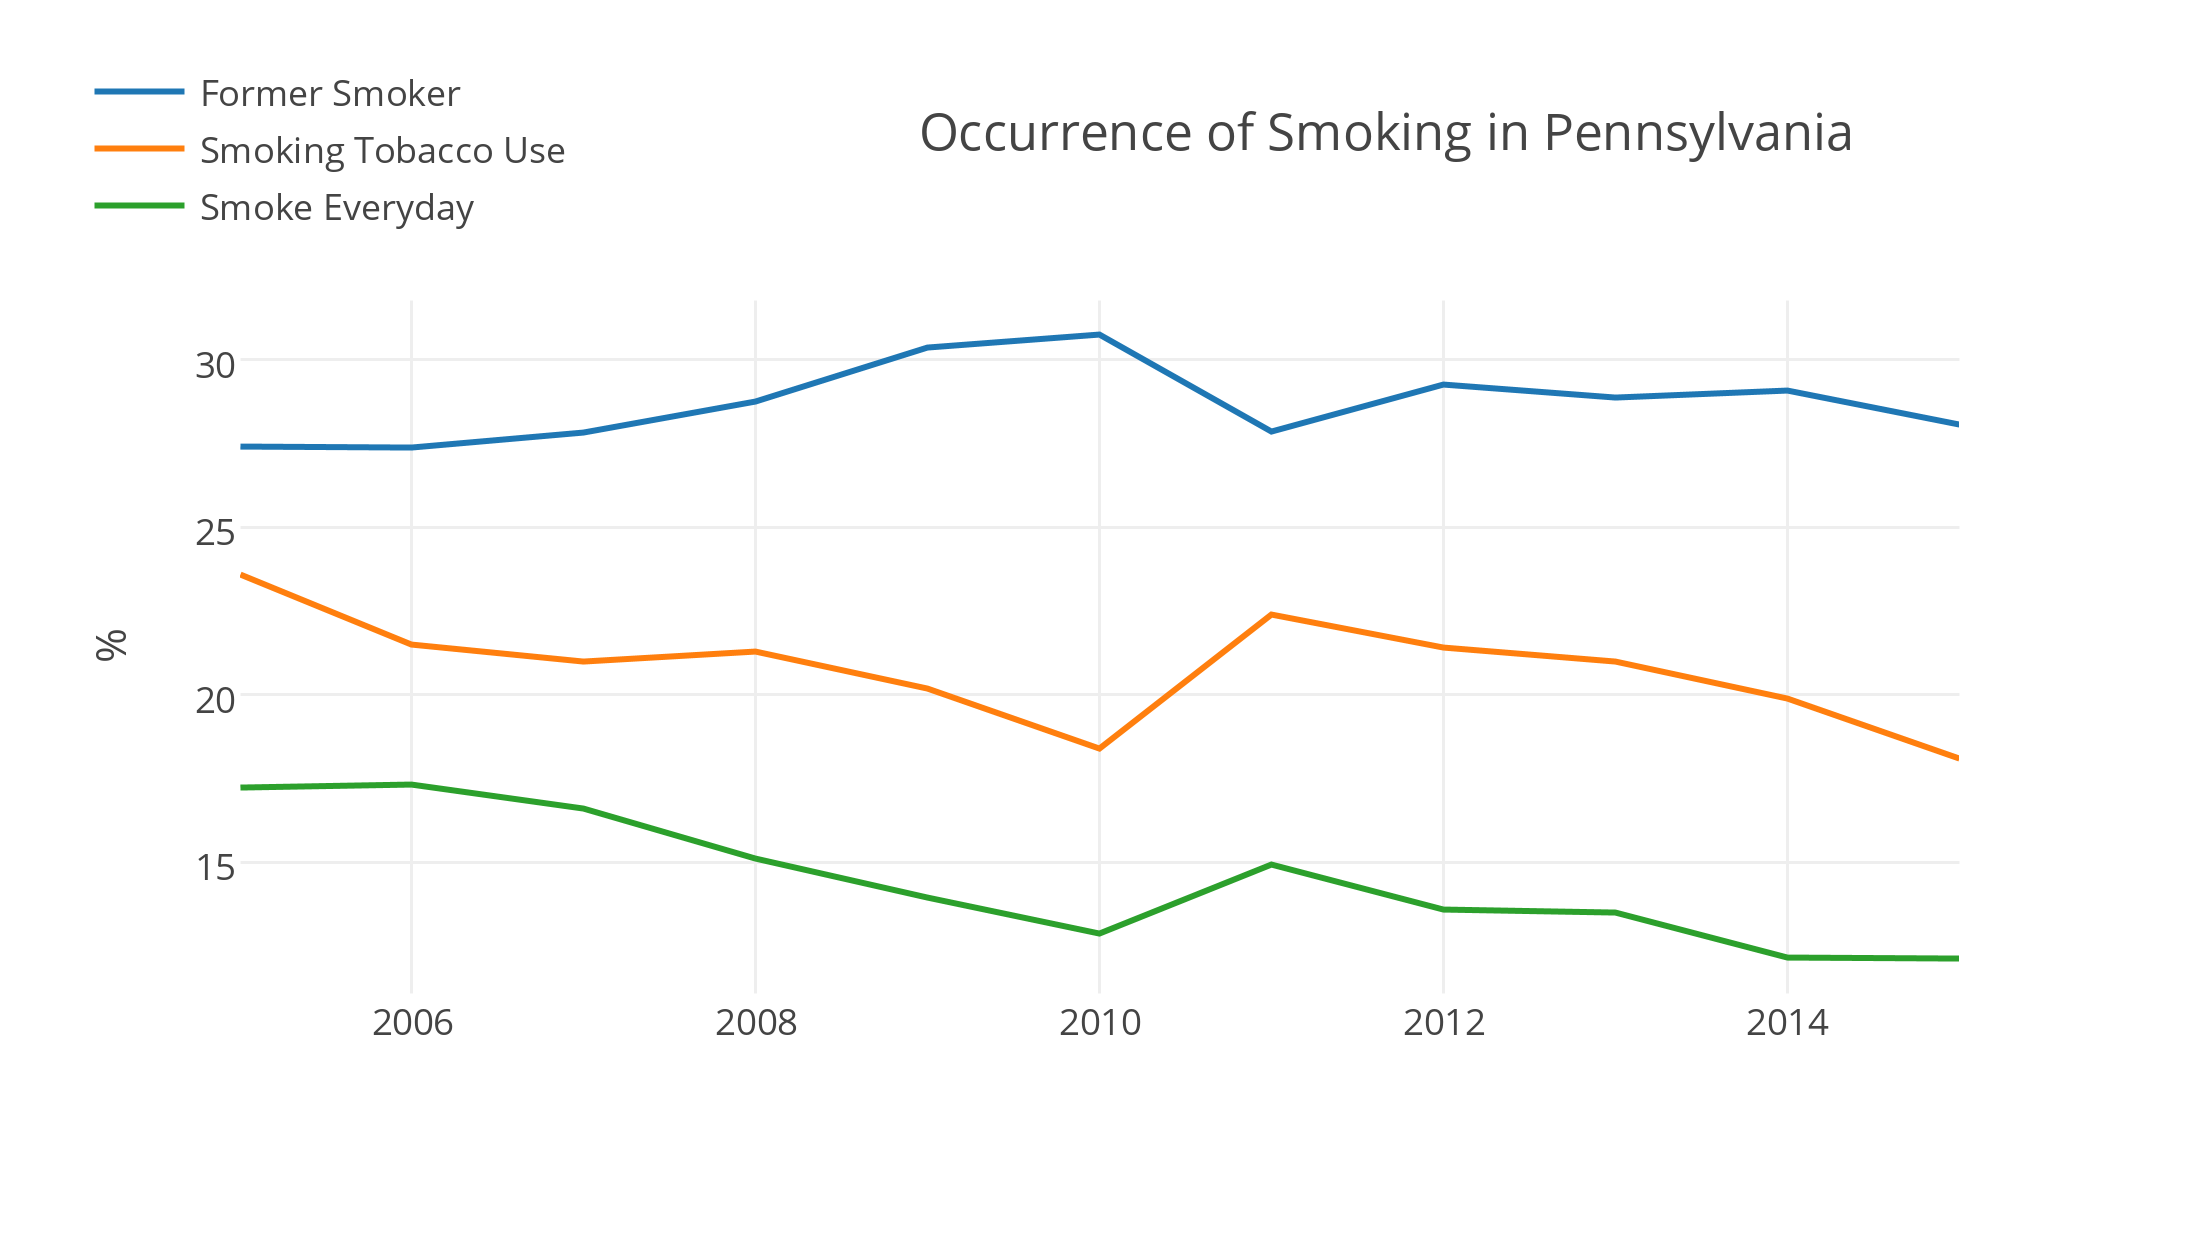 Former Smoker
Smoking Tobacco Use
Smoke Everyday
Occurrence of Smoking in Pennsylvania
30
25
20
15
%
2006 2008 2010 2012 2014